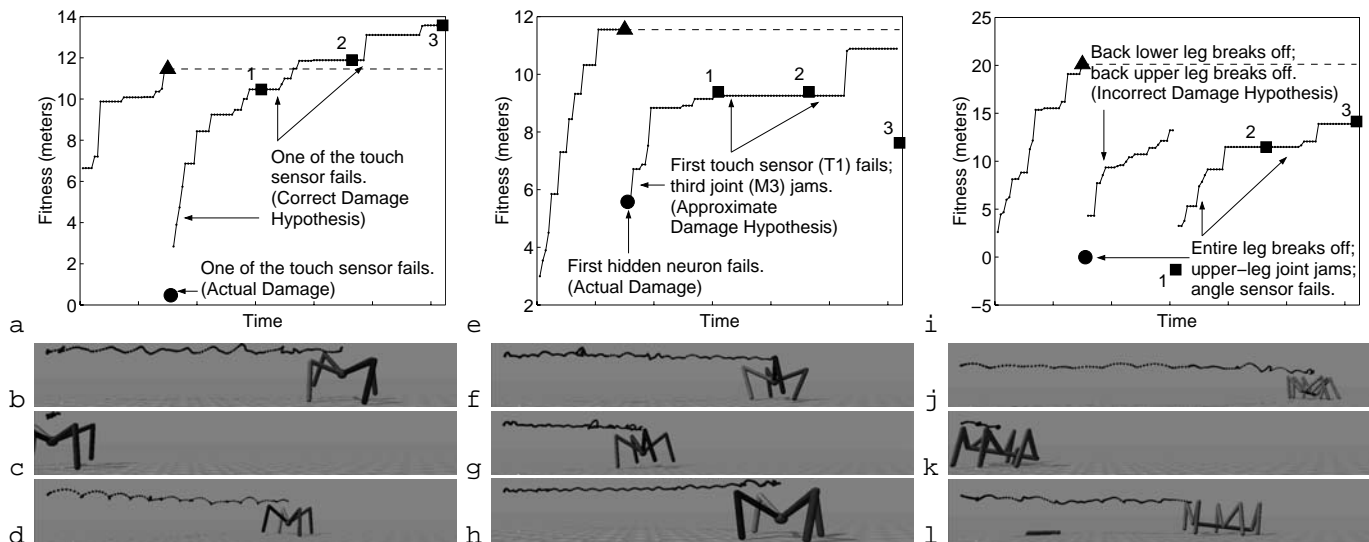 14
12
10
8
6
4
2
0
Fitness (meters)
Time
1
2
3
One of the touch
sensor fails.
(Correct Damage
Hypothesis)
One of the touch sensor fails.
(Actual Damage)
a
b
c
d
12
10
8
6
4
2
Fitness (meters)
Time
1
2
3
First touch sensor (T1) fails;
third joint (M3) jams.
(Approximate
Damage Hypothesis)
First hidden neuron fails.
(Actual Damage)
e
f
g
h
25
20
15
10
5
0
−5
Fitness (meters)
Time
Back lower leg breaks off;
back upper leg breaks off.
(Incorrect Damage Hypothesis)
1
2
3
Entire leg breaks off;
upper−leg joint jams;
angle sensor fails.
i
j
k
l